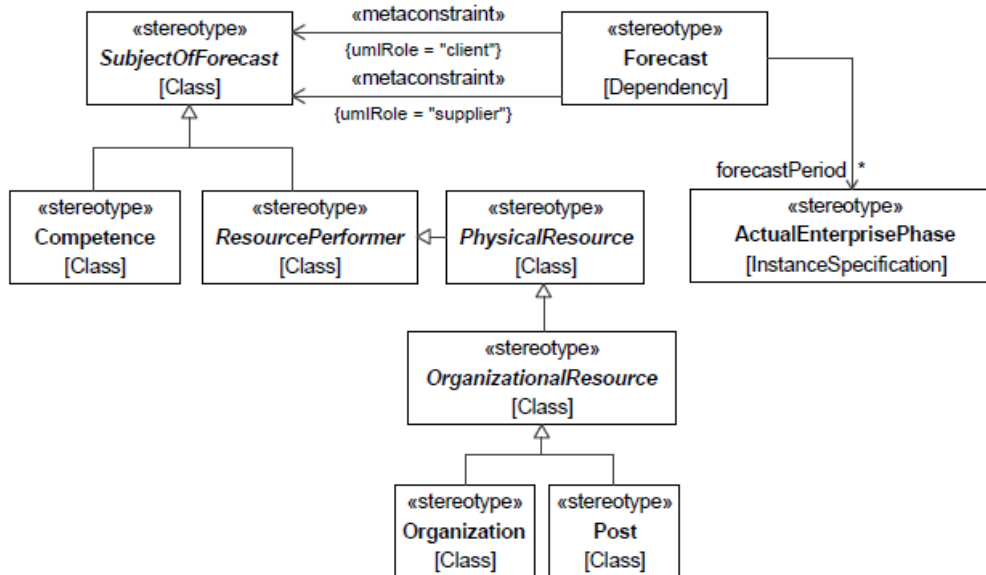 «stereotype»
SubjectOfForecast
[Class]
«metaconstraint»
{umlRole = "client"}
«metaconstraint»
{umlRole = "supplier"}
«stereotype»
Forecast
[Dependency]
forecastPeriod *
«stereotype»
Competence
[Class]
«stereotype»
ResourcePerformer
[Class]
«stereotype»
PhysicalResource
[Class]
«stereotype»
ActualEnterprisePhase
[InstanceSpecification]
«stereotype»
OrganizationalResource
[Class]
«stereotype»
Organization
[Class]
«stereotype»
Post
[Class]